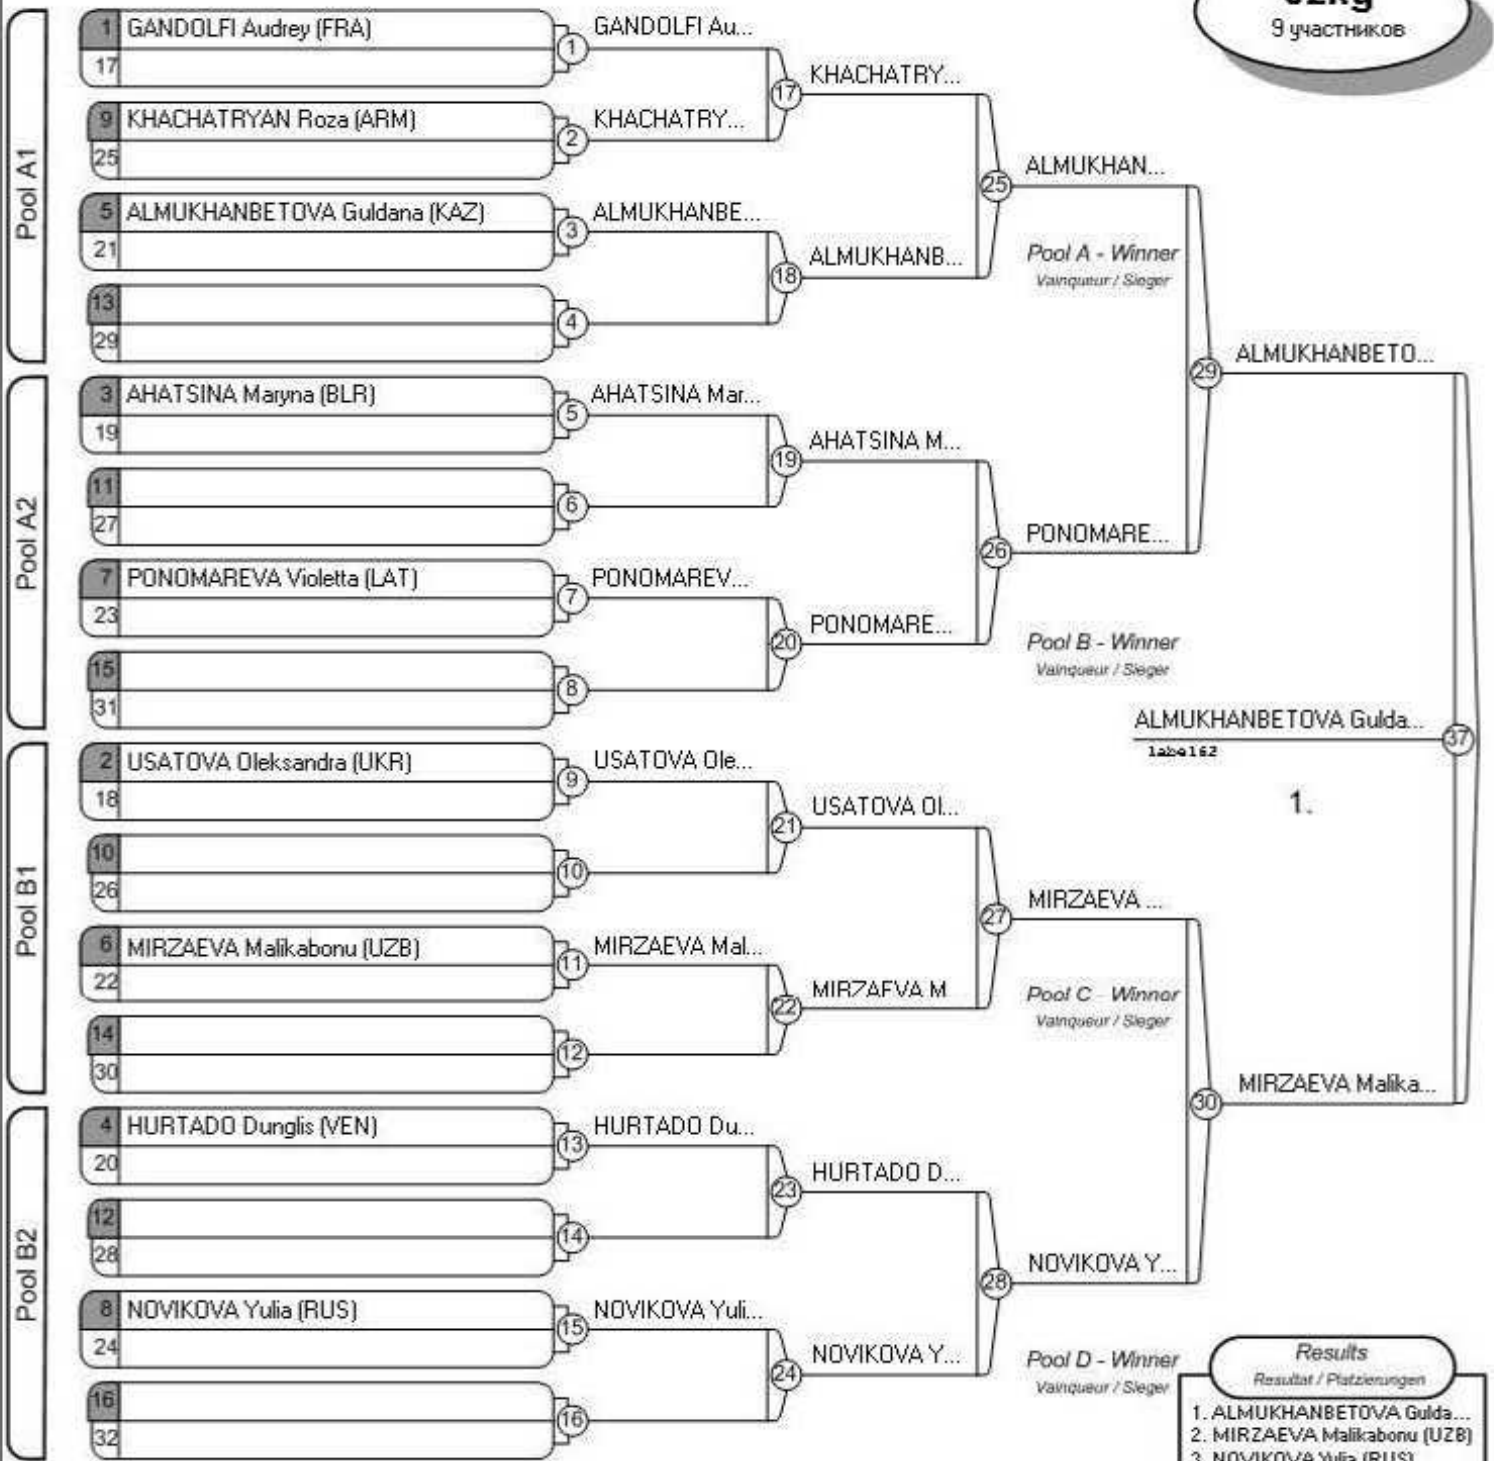 9 участников
Pool A1
1 GANDOLFI Audrey (FRA)
17
1
GANDOLFI Au...
9 KHACHATRYAN Roza (ARM)
25
2
KHACHATRY...
17
KHACHATRY...
5 ALMUKHANBETOVA Guldana (KAZ)
21
3
ALMUKHANBE...
13
29
4
18
ALMUKHANB...
25
ALMUKHAN...
Pool A - Winner
Vainqueur / Sieger
Pool A2
3 AHATSINA Maryna (BLR)
19
5
AHATSINA Mar...
11
27
6
19
AHATSINA M...
7 PONOMAREVA Violetta (LAT)
23
7
PONOMAREV...
15
31
8
20
PONOMARE...
26
PONOMARE...
Pool B - Winner
Vainqueur / Sieger
29
ALMUKHANBETO...
ALMUKHANBETOVA Gulda...
37
label62
1.
Pool B1
2 USATOVA Oleksandra (UKR)
18
9
USATOVA Ole...
10
26
10
21
USATOVA Ol...
6 MIRZAEVA Malikabonu (UZB)
22
11
MIRZAEVA Mal...
14
30
12
22
MIRZAEVA M
27
MIRZAEVA ...
Pool C - Winner
Vainqueur / Sieger
Pool B2
4 HURTADO Dunglis (VEN)
20
13
HURTADO Du...
12
28
14
23
HURTADO D...
8 NOVIKOVA Yulia (RUS)
24
15
NOVIKOVA Yuli...
16
32
16
24
NOVIKOVA Y...
28
NOVIKOVA Y...
Pool D - Winner
Vainqueur / Sieger
30
MIRZAEVA Malika...
Results
Resultat / Platzierungen
1. ALMUKHANBETOVA Gulda...
2. MIRZAEVA Malikabonu (UZB)
3. NOVIKOVA Yulia (RUS)